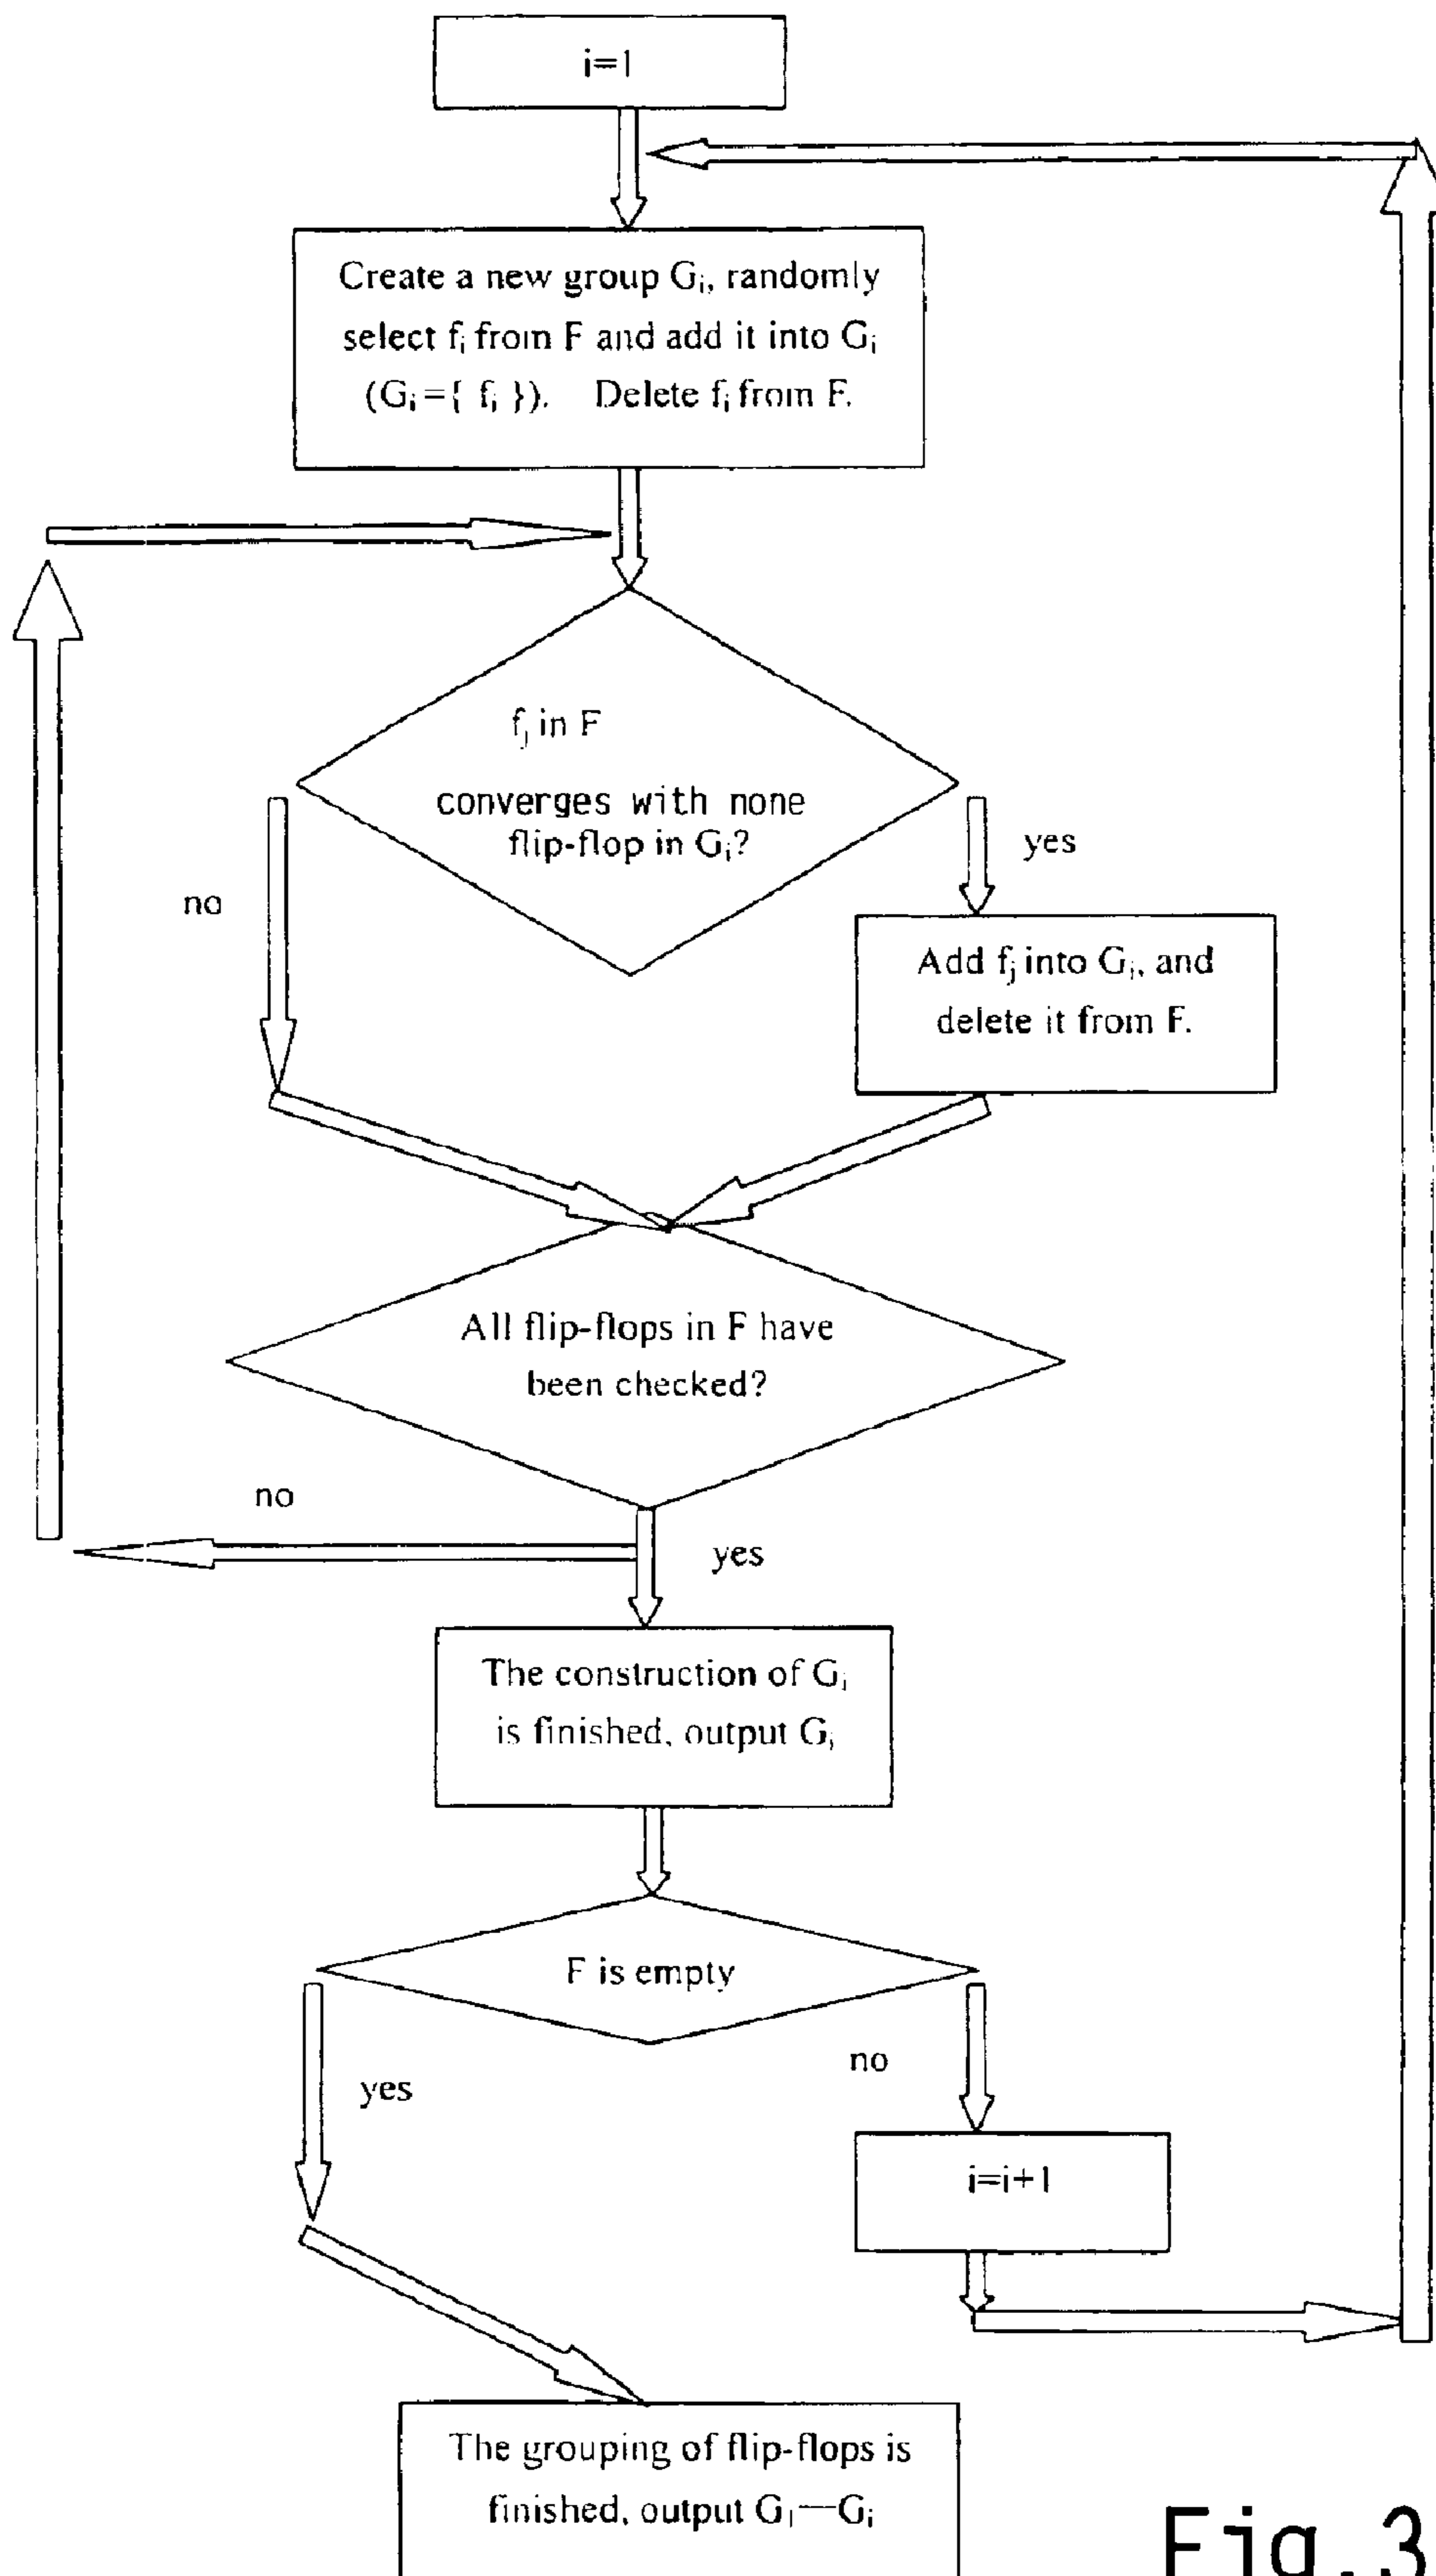 i=1
Create a new group Gᵢ, randomly
select fᵢ from F and add it into Gᵢ
(Gᵢ={ fᵢ }). Delete fᵢ from F.
fⱼ in F
converges with none
flip-flop in Gᵢ?
yes
no
Add fⱼ into Gᵢ, and
delete it from F.
All flip-flops in F have
been checked?
no
yes
The construction of Gᵢ
is finished, output Gᵢ
F is empty
no
yes
i=i+1
The grouping of flip-flops is
finished, output G₁—Gᵢ
Fig.3